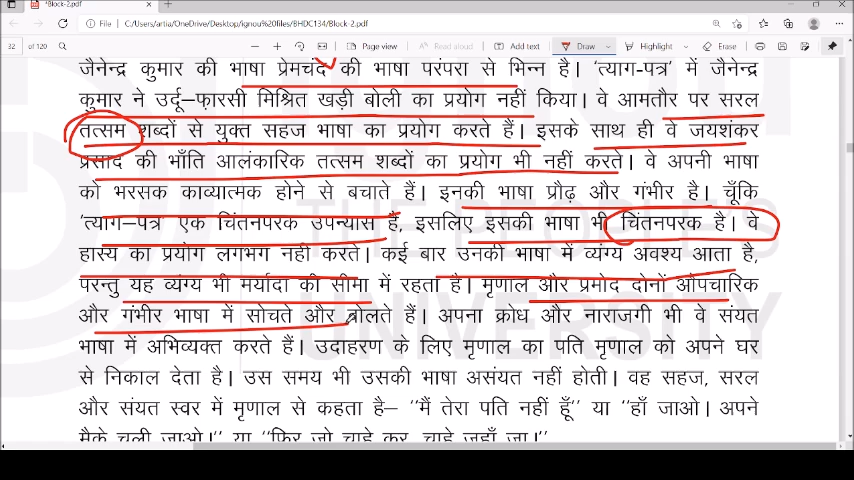 *Block-2.pdf
File
C:/Users/artia/OneDrive/Desktop/ignou%20files/BHDC134/Block-2.pdf
32 of 120
Page view
Read aloud
Add text
Draw
Highlight
Erase
जैनेन्द्र कुमार की भाषा प्रेमचंद की भाषा परंपरा से भिन्न है। 'त्याग-पत्र' में जैनेन्द्र
कुमार ने उर्दू–फ़ारसी मिश्रित खड़ी बोली का प्रयोग नहीं किया। वे आमतौर पर सरल
तत्सम शब्दों से युक्त सहज भाषा का प्रयोग करते हैं। इसके साथ ही वे जयशंकर
प्रसाद की भाँति आलंकारिक तत्सम शब्दों का प्रयोग भी नहीं करते। वे अपनी भाषा
को भरसक काव्यात्मक होने से बचाते हैं। इनकी भाषा प्रौढ़ और गंभीर है। चूँकि
'त्याग–पत्र' एक चिंतनपरक उपन्यास है, इसलिए इसकी भाषा भी चिंतनपरक है। वे
हास्य का प्रयोग लगभग नहीं करते। कई बार उनकी भाषा में व्यंग्य अवश्य आता है,
परन्तु यह व्यंग्य भी मर्यादा की सीमा में रहता है। मृणाल और प्रमोद दोनों औपचारिक
और गंभीर भाषा में सोचते और बोलते हैं। अपना क्रोध और नाराजगी भी वे संयत
भाषा में अभिव्यक्त करते हैं। उदाहरण के लिए मृणाल का पति मृणाल को अपने घर
से निकाल देता है। उस समय भी उसकी भाषा असंयत नहीं होती। वह सहज, सरल
और संयत स्वर में मृणाल से कहता है– "मैं तेरा पति नहीं हूँ" या "हाँ जाओ। अपने
मैके चली जाओ।" या "फिर जो चाहे कर, चाहे जहाँ जा।"
THE PEOPLE'S
UNIVERSITY